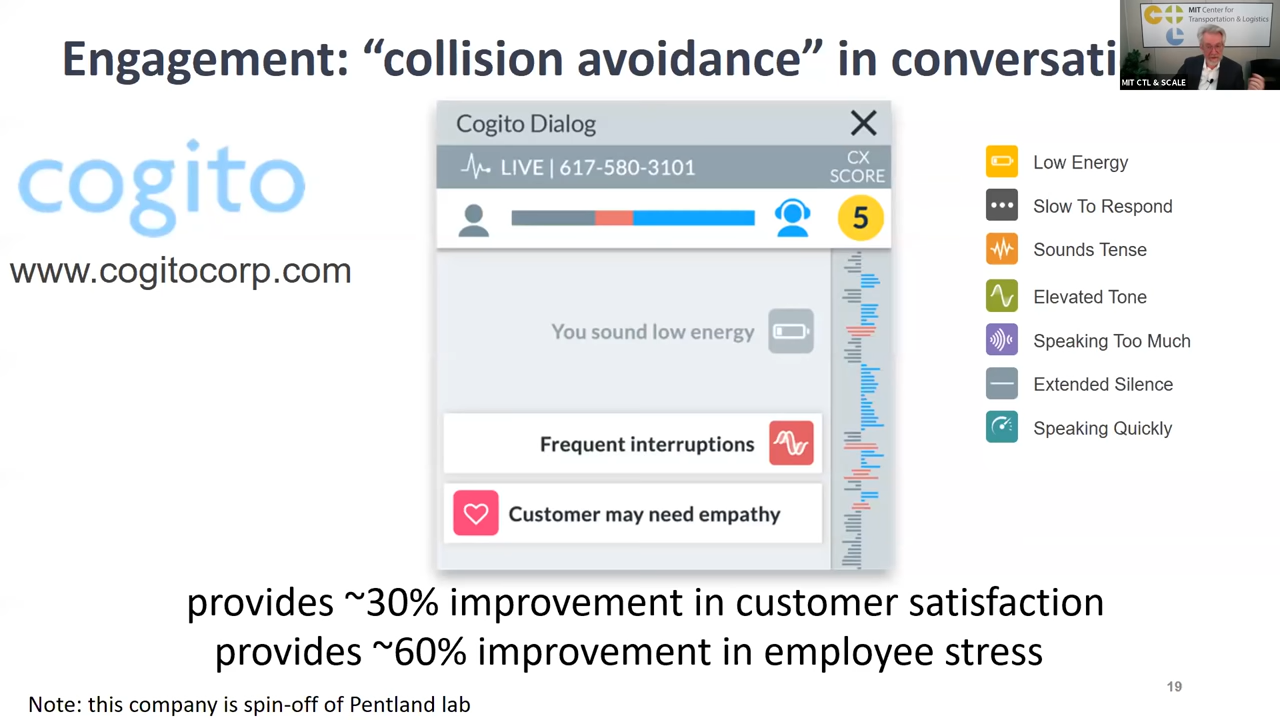 Engagement: “collision avoidance” in conversati
MIT Center for
Transportation & Logistics
MIT CTL & SCALE
cogito
www.cogitocorp.com
Cogito Dialog
LIVE | 617-580-3101
CX
SCORE
5
You sound low energy
Frequent interruptions
Customer may need empathy
Low Energy
Slow To Respond
Sounds Tense
Elevated Tone
Speaking Too Much
Extended Silence
Speaking Quickly
provides ~30% improvement in customer satisfaction
provides ~60% improvement in employee stress
19
Note: this company is spin-off of Pentland lab